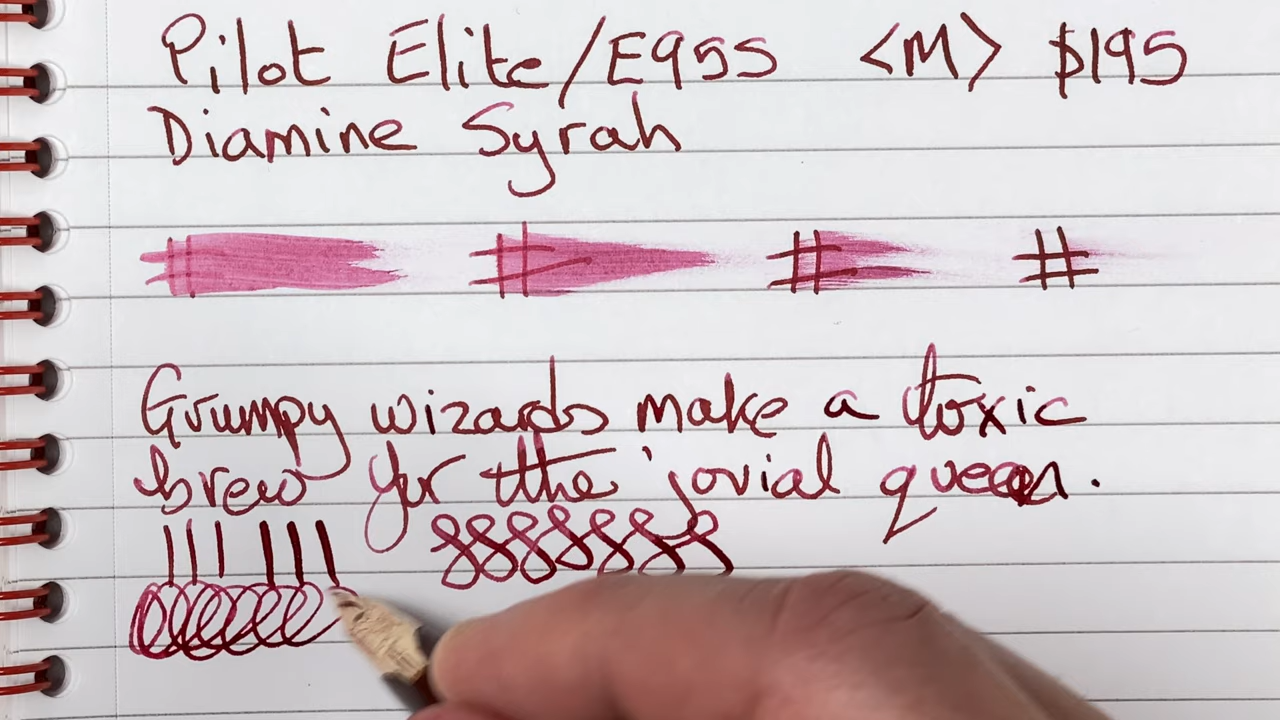 Pilot Elite/E95S <M> $195
Diamine Syrah
# # # #
Grumpy wizards make a toxic
brew for the jovial queen.